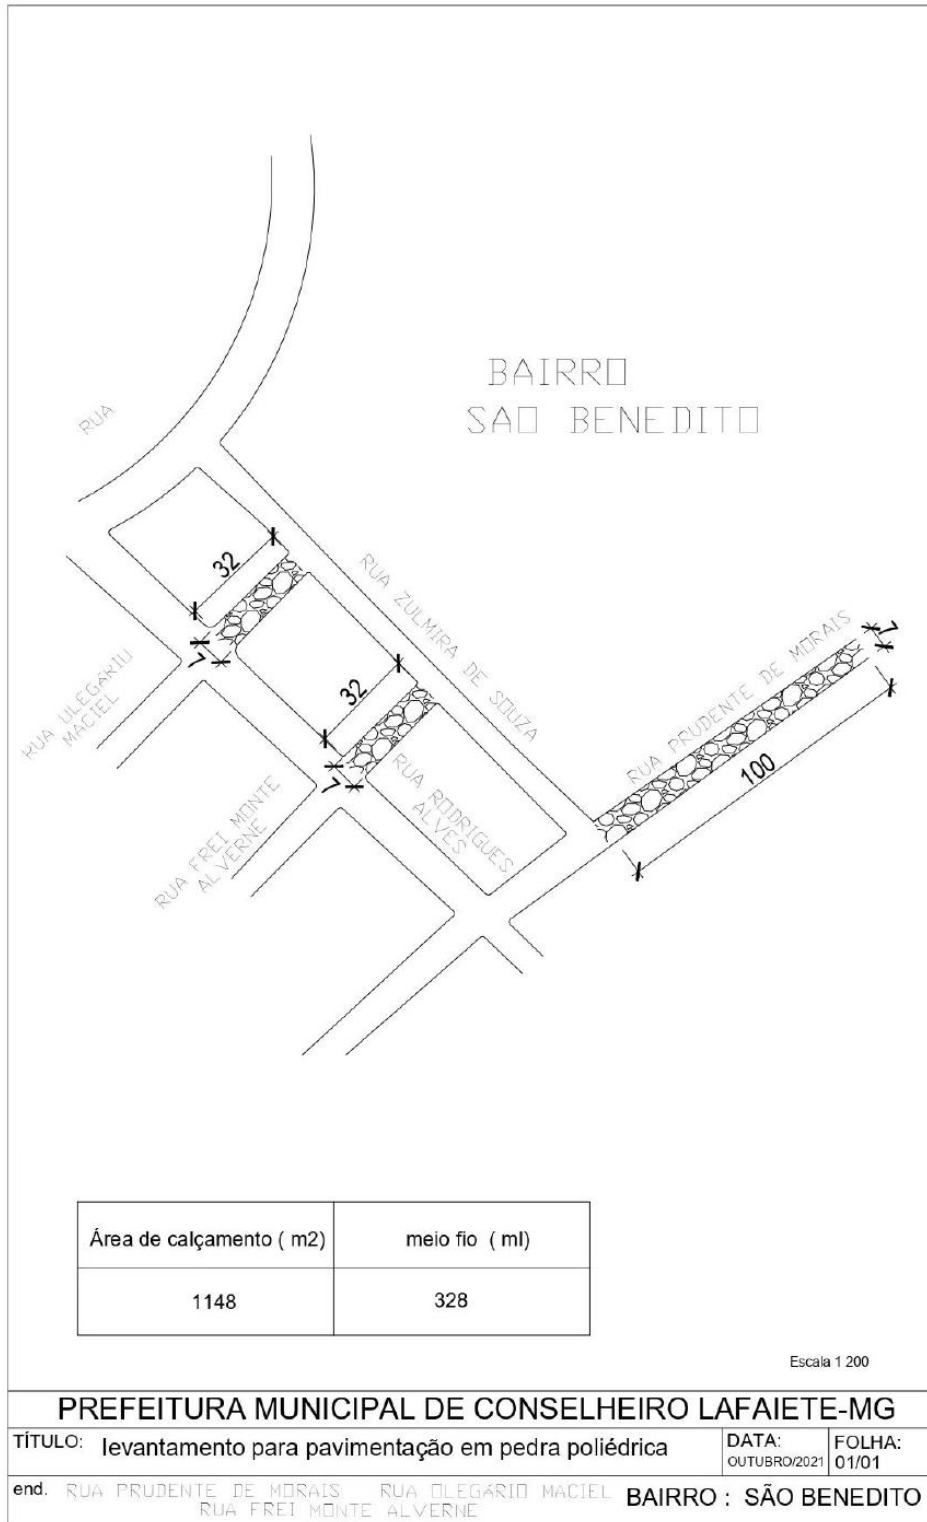 BAIRRO
SAO BENEDITO
RUA
32
7
RUA ZULMIRA DE SOUZA
RUA OLEGÁRIO
MACIEL
32
7
RUA FREI MONTE
ALVERNE
RUA RODRIGUES
ALVES
RUA PRUDENTE DE MORAIS
7
100
Área de calçamento ( m2)
meio fio ( ml)
1148
328
Escala 1 200
PREFEITURA MUNICIPAL DE CONSELHEIRO LAFAIETE-MG
TÍTULO: levantamento para pavimentação em pedra poliédrica
DATA:
OUTUBRO/2021
FOLHA:
01/01
end. RUA PRUDENTE DE MORAIS RUA OLEGÁRIO MACIEL
RUA FREI MONTE ALVERNE
BAIRRO : SÃO BENEDITO